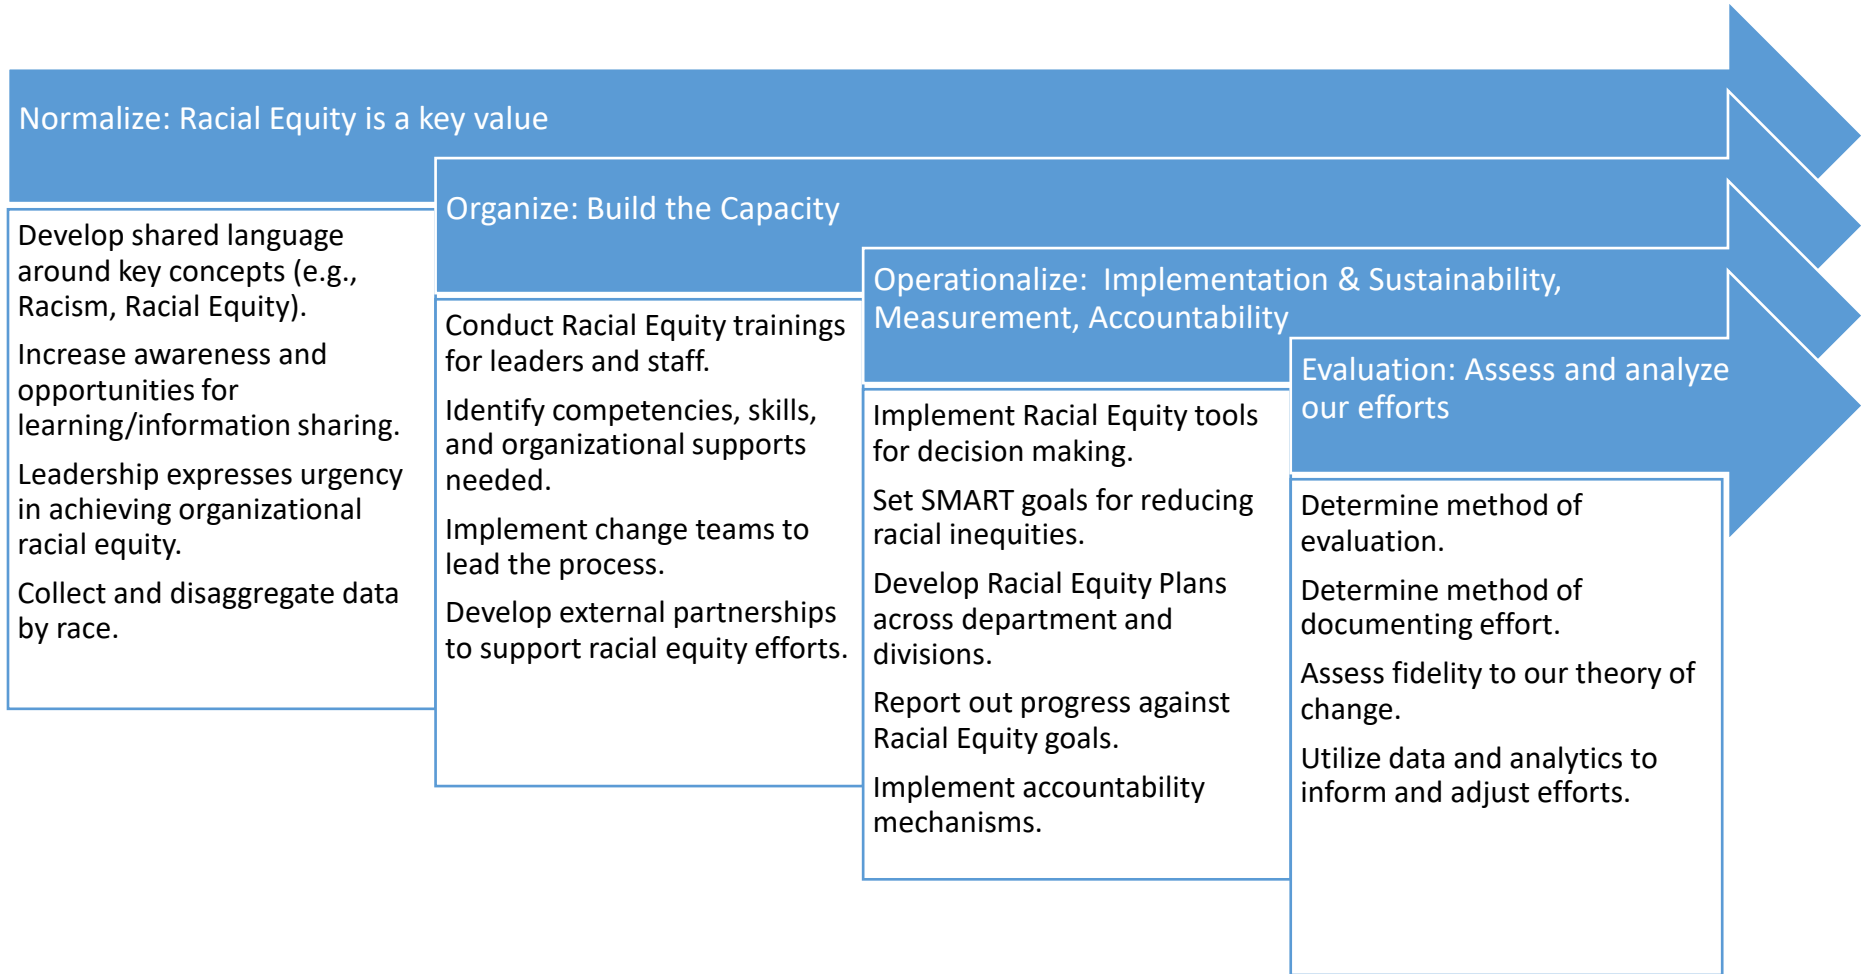 Normalize: Racial Equity is a key value
Develop shared language
around key concepts (e.g.,
Racism, Racial Equity).
Increase awareness and
opportunities for
learning/information sharing.
Leadership expresses urgency
in achieving organizational
racial equity.
Collect and disaggregate data
by race.
Organize: Build the Capacity
Conduct Racial Equity trainings
for leaders and staff.
Identify competencies, skills,
and organizational supports
needed.
Implement change teams to
lead the process.
Develop external partnerships
to support racial equity efforts.
Operationalize:  Implementation & Sustainability,
Measurement, Accountability
Implement Racial Equity tools
for decision making.
Set SMART goals for reducing
racial inequities.
Develop Racial Equity Plans
across department and
divisions.
Report out progress against
Racial Equity goals.
Implement accountability
mechanisms.
Evaluation: Assess and analyze
our efforts
Determine method of
evaluation.
Determine method of
documenting effort.
Assess fidelity to our theory of
change.
Utilize data and analytics to
inform and adjust efforts.